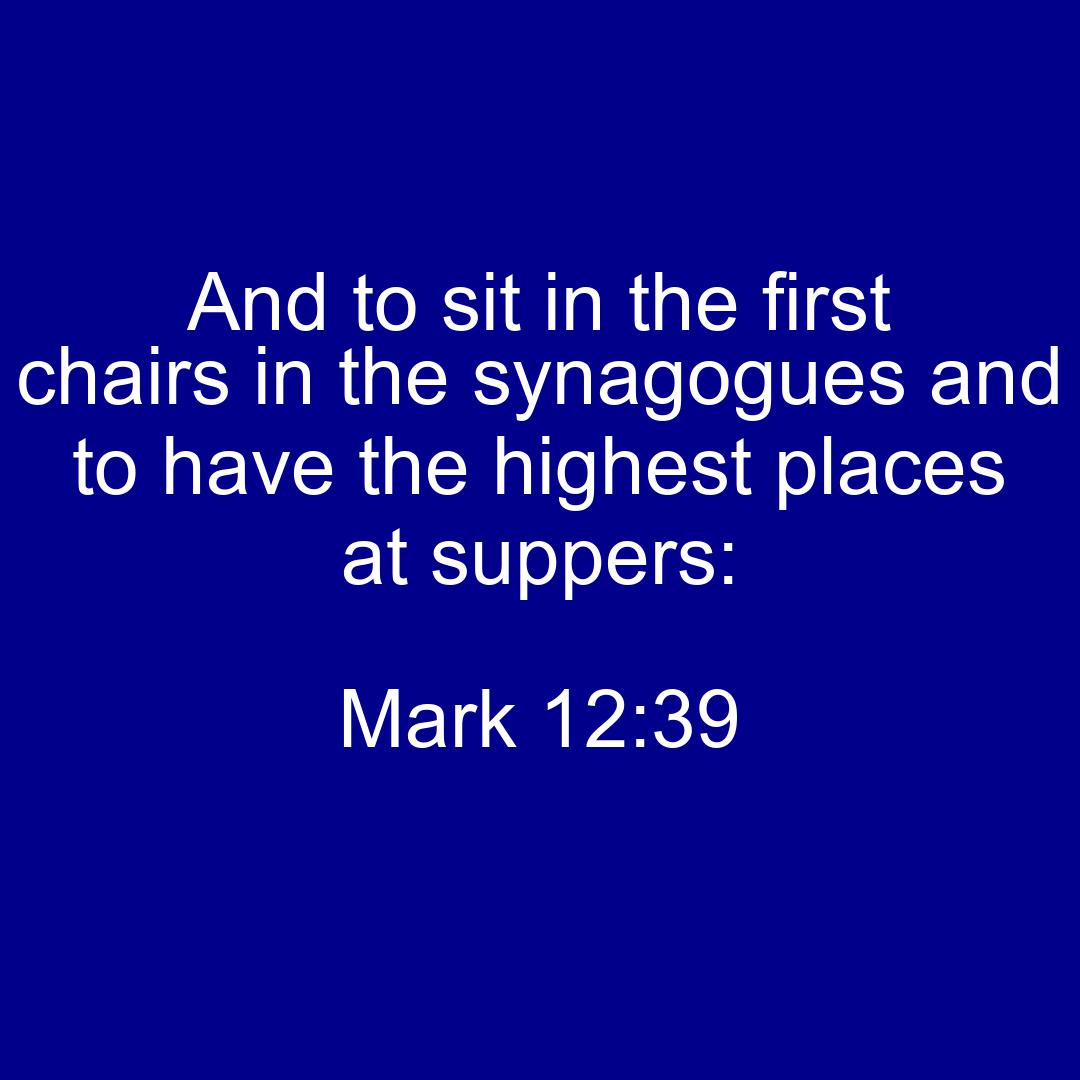 And to sit in the first
chairs in the synagogues and
to have the highest places
at suppers:
Mark 12:39